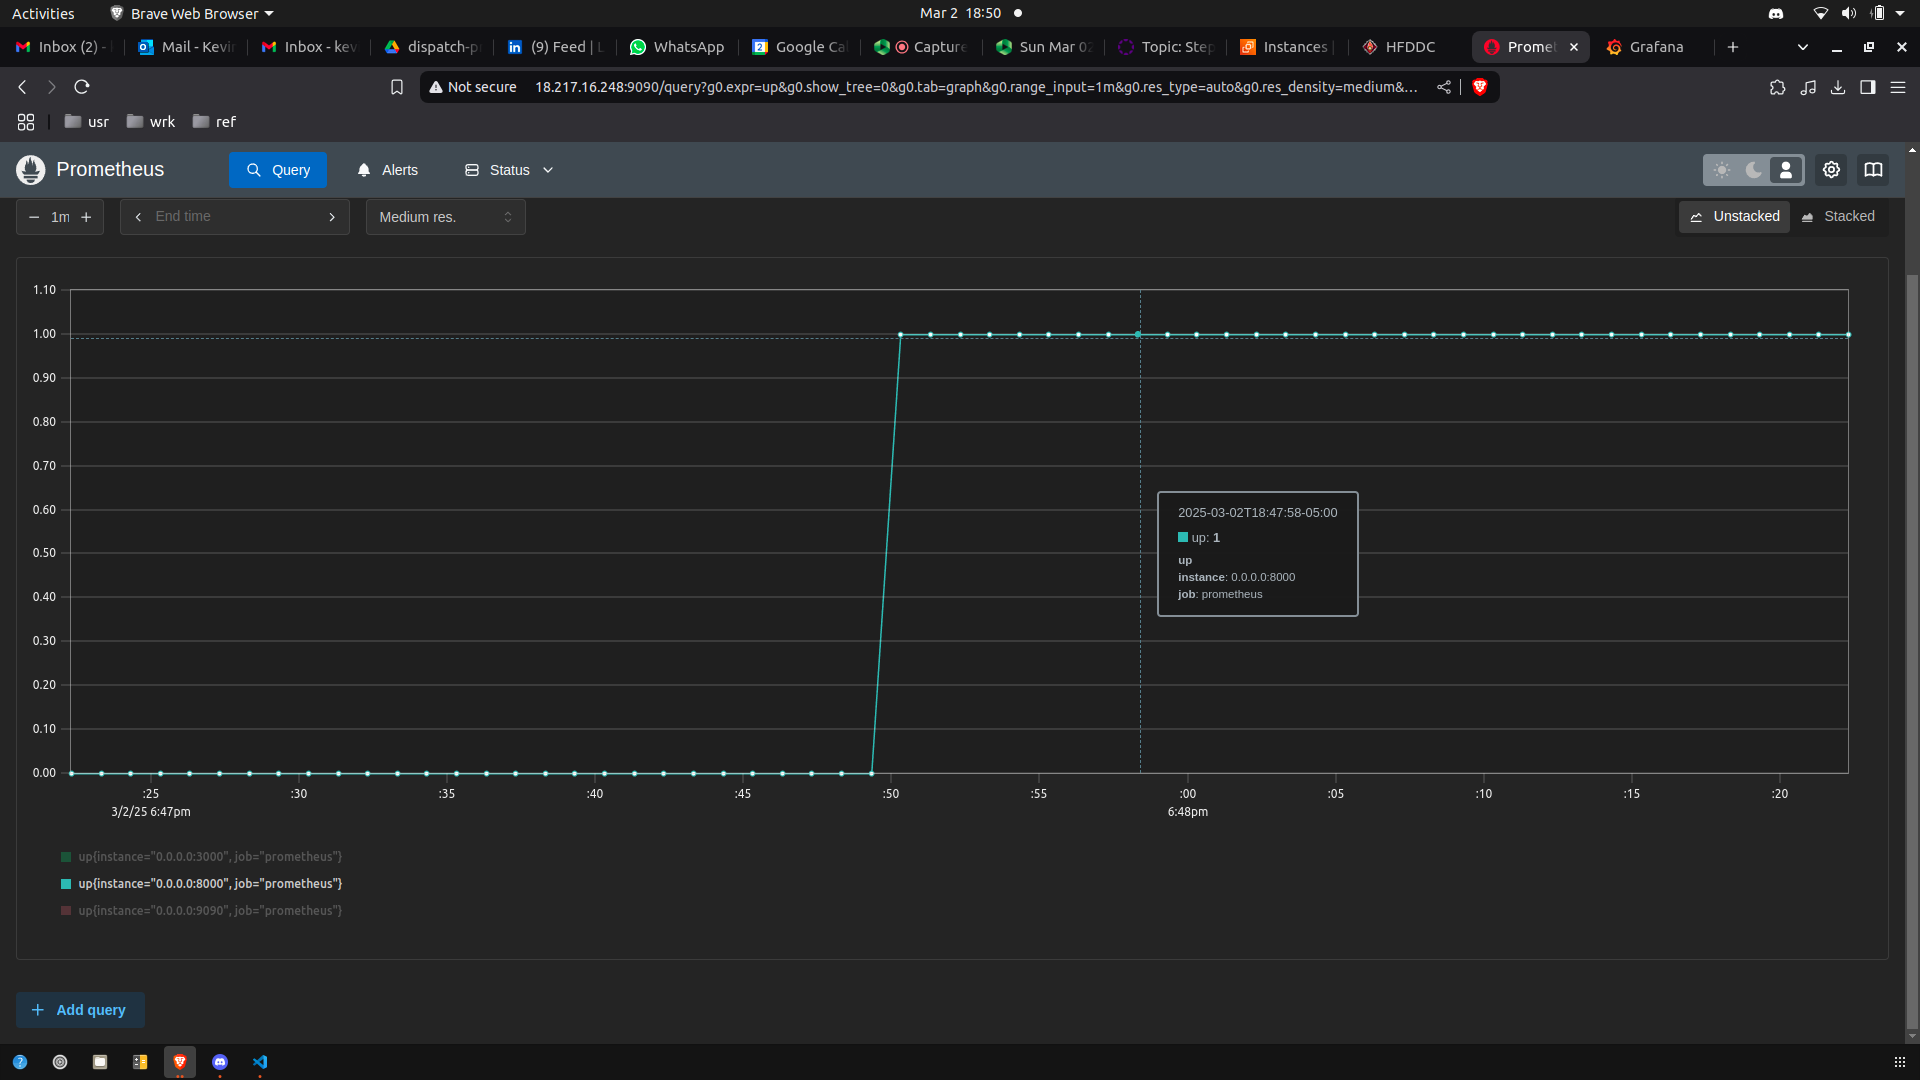 Activities
Brave Web Browser
Mar 2 18:50
Inbox (2) -
Mail - Kevin
Inbox - kev
dispatch-p
(9) Feed | L
WhatsApp
Google Cal
Capture
Sun Mar 02
Topic: Step
Instances |
HFDDC
Promet
Grafana
Not secure
18.217.16.248:9090/query?g0.expr=up&g0.show_tree=0&g0.tab=graph&g0.range_input=1m&g0.res_type=auto&g0.res_density=medium&...
usr
wrk
ref
Prometheus
Query
Alerts
Status
1m
End time
Medium res.
Unstacked
Stacked
1.10
1.00
0.90
0.80
0.70
0.60
0.50
0.40
0.30
0.20
0.10
0.00
2025-03-02T18:47:58-05:00
up: 1
up
instance: 0.0.0.0:8000
job: prometheus
:25
:30
:35
:40
:45
:50
:55
:00
:05
:10
:15
:20
3/2/25 6:47pm
6:48pm
up{instance="0.0.0.0:3000", job="prometheus"}
up{instance="0.0.0.0:8000", job="prometheus"}
up{instance="0.0.0.0:9090", job="prometheus"}
Add query